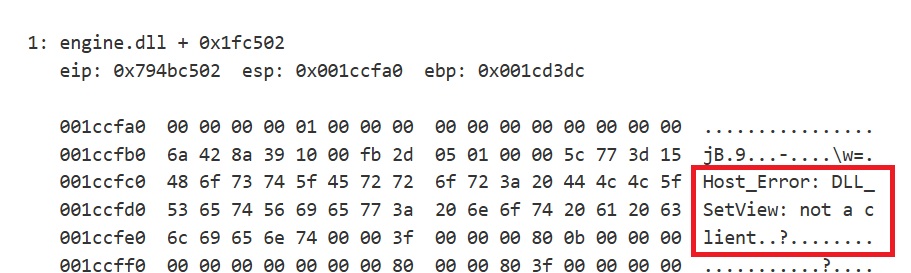 1: engine.dll + 0x1fc502
eip: 0x794bc502 esp: 0x001ccfa0 ebp: 0x001cd3dc
001ccfa0 00 00 00 00 01 00 00 00 00 00 00 00 00 00 00 00 ................
001ccfb0 6a 42 8a 39 10 00 fb 2d 05 01 00 00 5c 77 3d 15 jB.9...-....\w=.
001ccfc0 48 6f 73 74 5f 45 72 72 6f 72 3a 20 44 4c 4c 5f Host_Error: DLL_
001ccfd0 53 65 74 56 69 65 77 3a 20 6e 6f 74 20 61 20 63 SetView: not a c
001ccfe0 6c 69 65 6e 74 00 00 3f 00 00 00 80 0b 00 00 00 lient..?........
001ccff0 00 00 00 00 00 00 00 80 00 00 80 3f 00 00 00 00 ...........?....